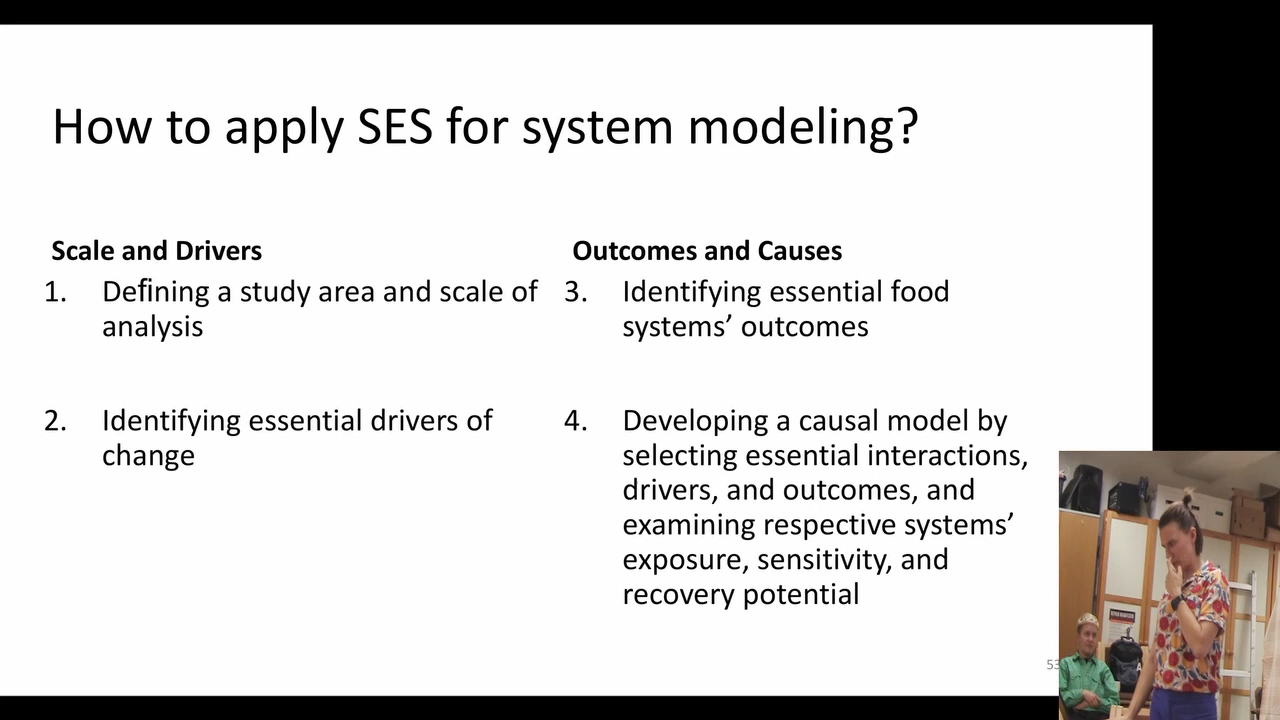 How to apply SES for system modeling?
Scale and Drivers
1. Defining a study area and scale of
analysis
2. Identifying essential drivers of
change
Outcomes and Causes
3. Identifying essential food
systems’ outcomes
4. Developing a causal model by
selecting essential interactions,
drivers, and outcomes, and
examining respective systems’
exposure, sensitivity, and
recovery potential
53